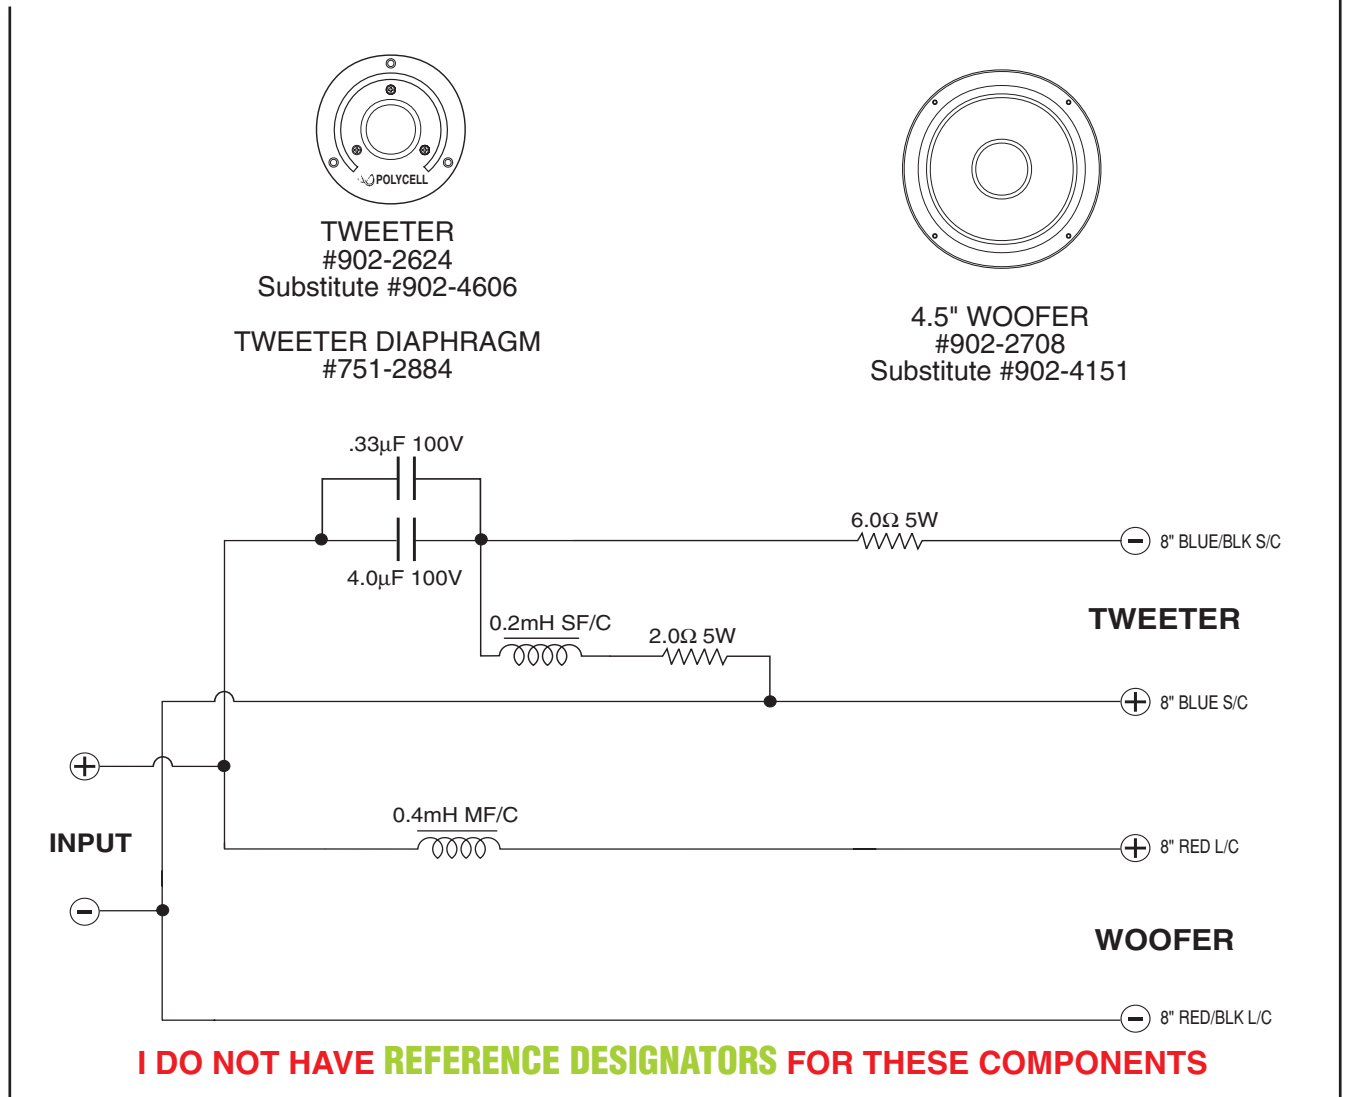 POLYCELL
TWEETER
#902-2624
Substitute #902-4606
TWEETER DIAPHRAGM
#751-2884
4.5" WOOFER
#902-2708
Substitute #902-4151
.33µF 100V
4.0µF 100V
6.0Ω 5W
8" BLUE/BLK S/C
TWEETER
0.2mH SF/C
2.0Ω 5W
8" BLUE S/C
INPUT
0.4mH MF/C
8" RED L/C
WOOFER
8" RED/BLK L/C
I DO NOT HAVE REFERENCE DESIGNATORS FOR THESE COMPONENTS